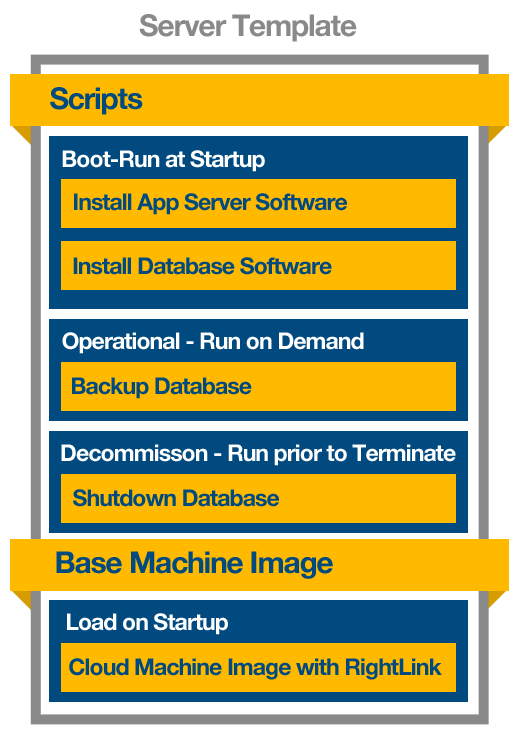 Server Template
Scripts
Boot-Run at Startup
Install App Server Software
Install Database Software
Operational - Run on Demand
Backup Database
Decommisson - Run prior to Terminate
Shutdown Database
Base Machine Image
Load on Startup
Cloud Machine Image with RightLink